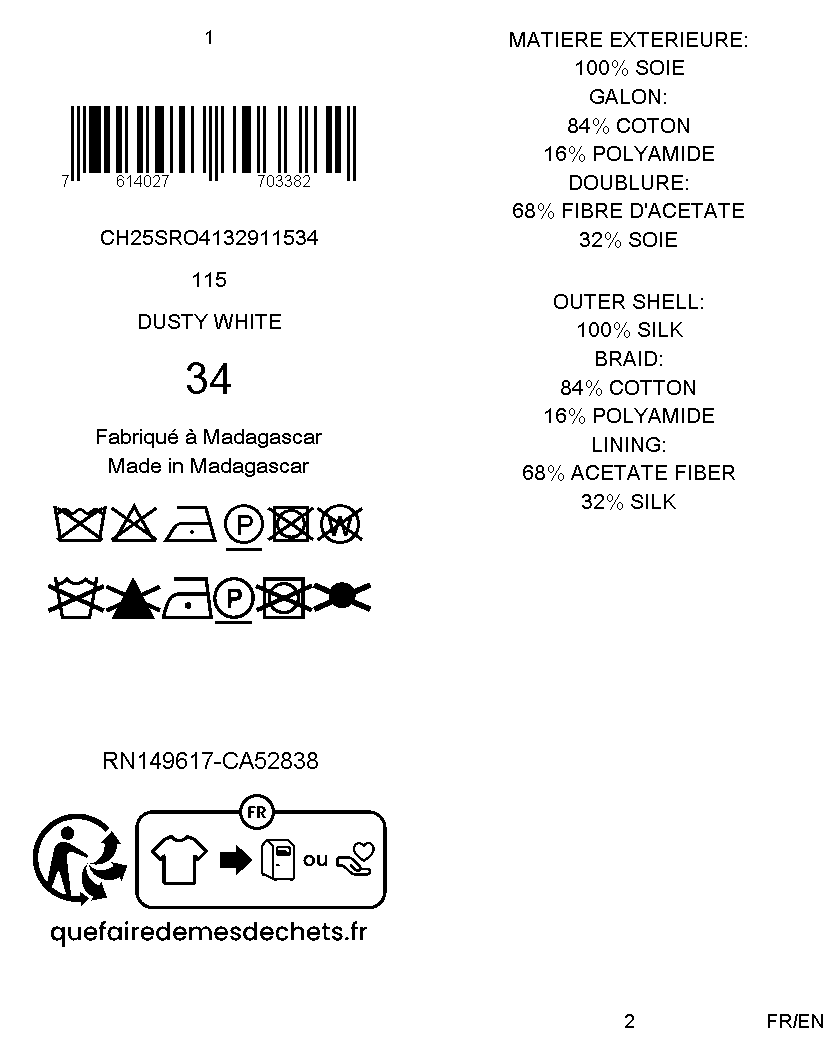 1
7 614027 703382
CH25SRO4132911534
115
DUSTY WHITE
34
Fabriqué à Madagascar
Made in Madagascar
P W
P
RN149617-CA52838
FR
ou
quefairedemesdechets.fr
MATIERE EXTERIEURE:
100% SOIE
GALON:
84% COTON
16% POLYAMIDE
DOUBLURE:
68% FIBRE D'ACETATE
32% SOIE
OUTER SHELL:
100% SILK
BRAID:
84% COTTON
16% POLYAMIDE
LINING:
68% ACETATE FIBER
32% SILK
2
FR/EN